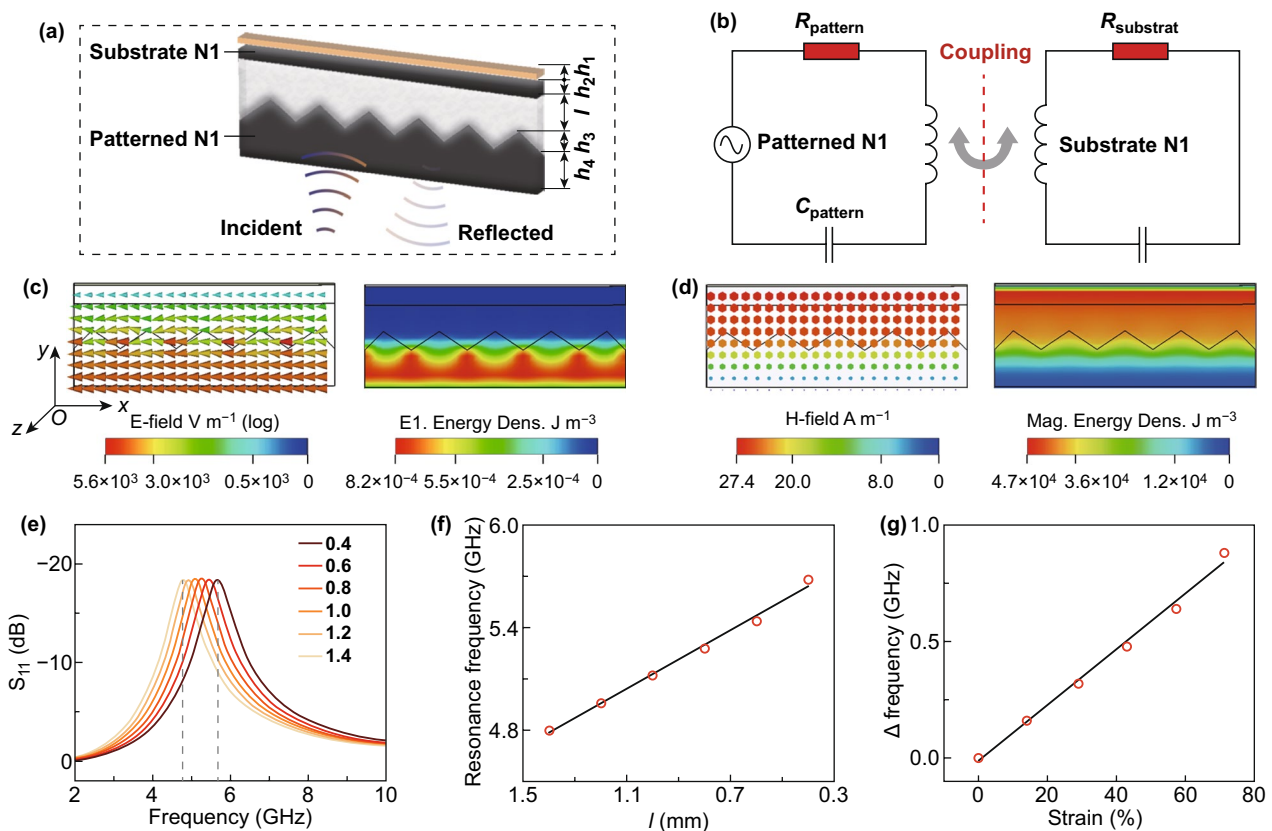 (a)
Substrate N1
Patterned N1
h1
h2
l
h3
h4
Incident
Reflected
(b)
Rpattern
Coupling
Rsubstrat
Patterned N1
Substrate N1
Cpattern
(c)
y
O
x
z
E-field V m⁻¹ (log)
5.6×10³ 3.0×10³ 0.5×10³ 0
E1. Energy Dens. J m⁻³
8.2×10⁻⁴ 5.5×10⁻⁴ 2.5×10⁻⁴ 0
(d)
H-field A m⁻¹
27.4 20.0 8.0 0
Mag. Energy Dens. J m⁻³
4.7×10⁴ 3.6×10⁴ 1.2×10⁴ 0
(e)
S₁₁ (dB)
−20
−10
0
0.4
0.6
0.8
1.0
1.2
1.4
2 4 6 8 10
Frequency (GHz)
(f)
Resonance frequency (GHz)
6.0
5.4
4.8
1.5 1.1 0.7 0.3
l (mm)
(g)
Δ frequency (GHz)
1.0
0.5
0.0
0 20 40 60 80
Strain (%)